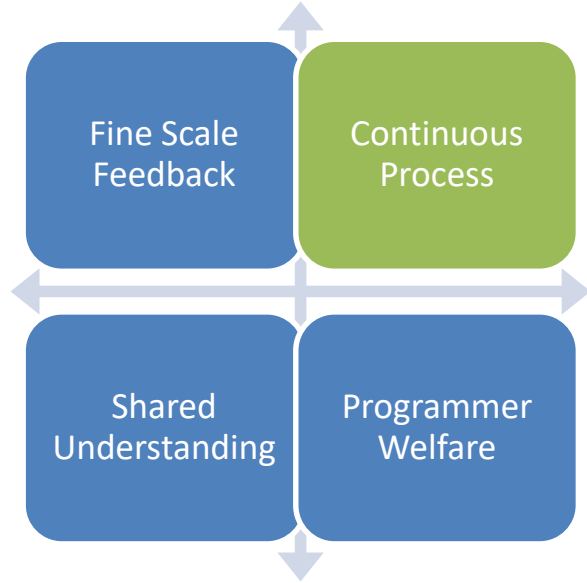 Fine Scale
Feedback
Continuous
Process
Shared
Understanding
Programmer
Welfare